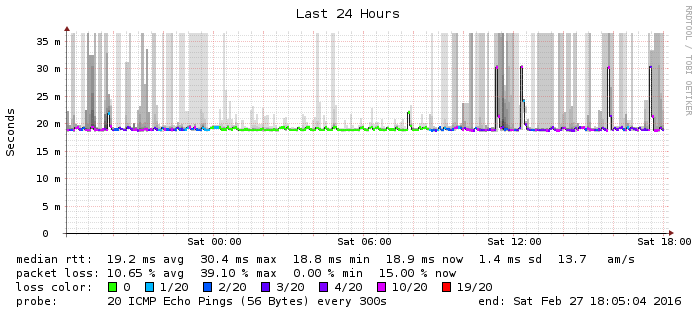 Last 24 Hours
RRDTOOL / TOBI OETIKER
Seconds
35 m
30 m
25 m
20 m
15 m
10 m
5 m
0
Sat 00:00 Sat 06:00 Sat 12:00 Sat 18:00
median rtt: 19.2 ms avg 30.4 ms max 18.8 ms min 18.9 ms now 1.4 ms sd 13.7 am/s
packet loss: 10.65 % avg 39.10 % max 0.00 % min 15.00 % now
loss color: 0 1/20 2/20 3/20 4/20 10/20 19/20
probe: 20 ICMP Echo Pings (56 Bytes) every 300s end: Sat Feb 27 18:05:04 2016